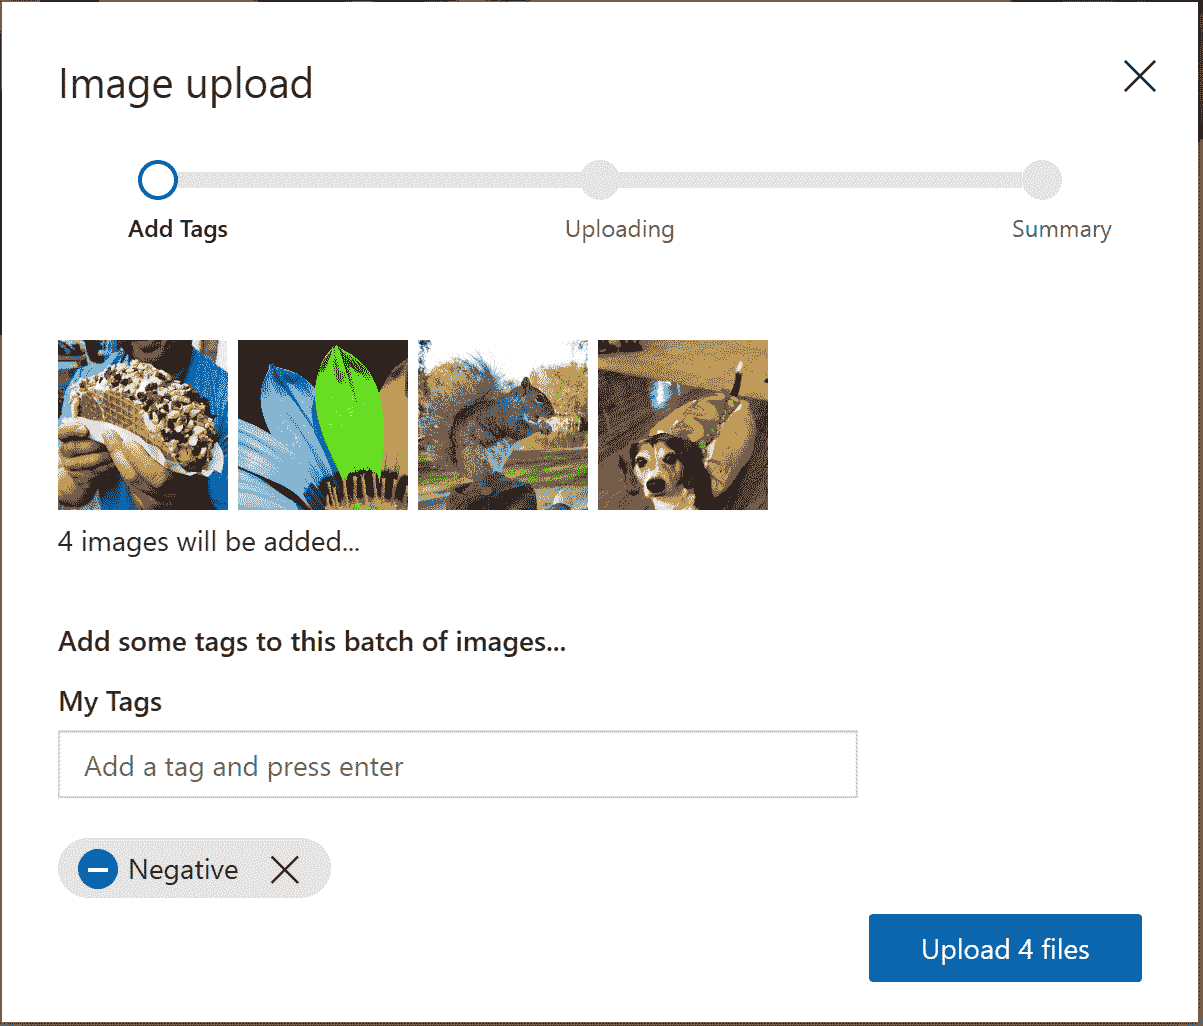 Image upload
Add Tags
Uploading
Summary
4 images will be added...
Add some tags to this batch of images...
My Tags
Add a tag and press enter
Negative
Upload 4 files